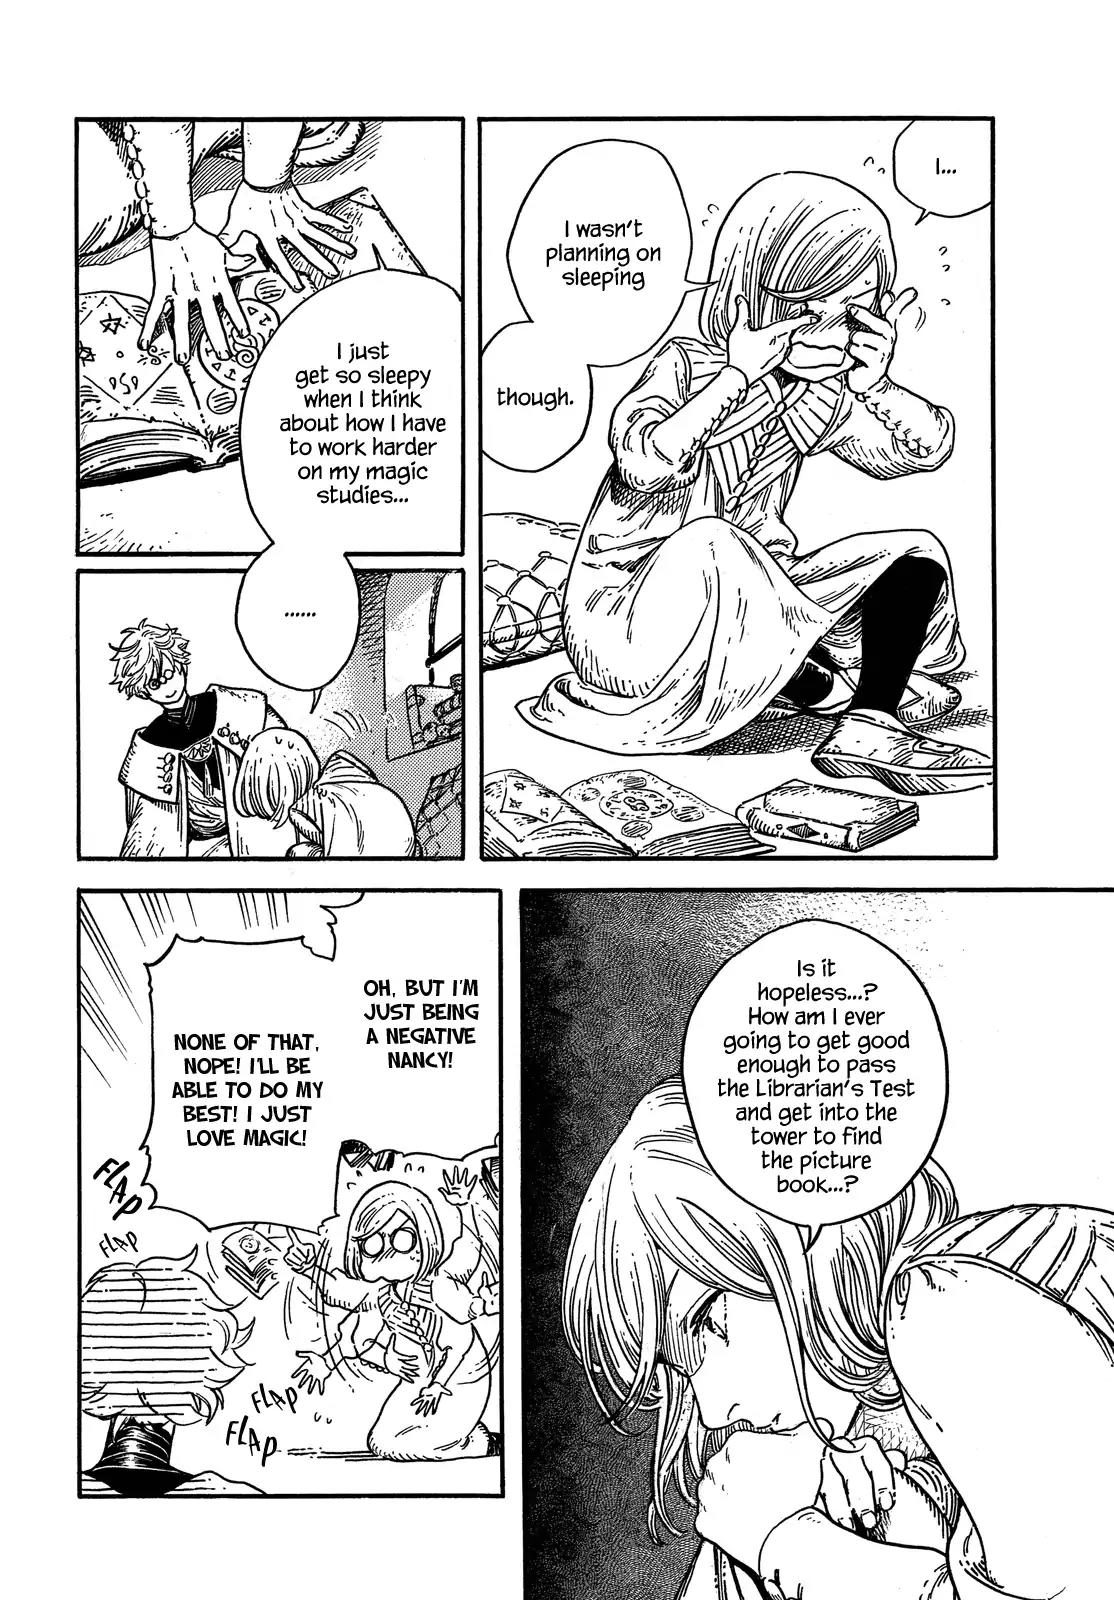 I...
I wasn't
planning on
sleeping
though.
I just
get so sleepy
when I think
about how I have
to work harder
on my magic
studies...
......
Is it
hopeless...?
How am I ever
going to get good
enough to pass
the Librarian's Test
and get into the
tower to find
the picture
book...?
OH, BUT I'M
JUST BEING
A NEGATIVE
NANCY!
NONE OF THAT,
NOPE! I'LL BE
ABLE TO DO MY
BEST! I JUST
LOVE MAGIC!
FLAP
FLAP
FLAP
FLAP
FLAP